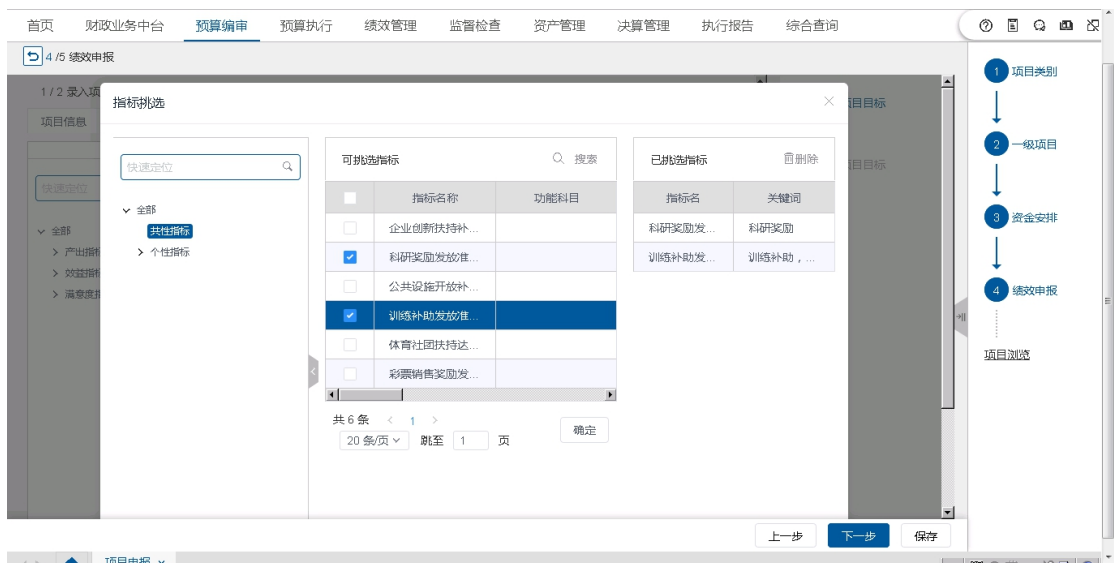 首页 财政业务中台 预算编审 预算执行 绩效管理 监督检查 资产管理 决算管理 执行报告 综合查询
4 /5 绩效申报
1 / 2 录入项
项目信息
快速定位
全部
产出指标
效益指标
满意度指
指标挑选
快速定位
全部
共性指标
个性指标
可挑选指标 搜索
指标名称 功能科目
企业创新扶持补...
科研奖励发放准...
公共设施开放补...
训练补助发放准...
体育社团扶持达...
彩票销售奖励发...
共 6 条 < 1 >
20 条/页 跳至 1 页
确定
已挑选指标 删除
指标名 关键词
科研奖励发... 科研奖励
训练补助发... 训练补助，...
项目目标
项目目标
1 项目类别
2 一级项目
3 资金安排
4 绩效申报
项目浏览
上一步 下一步 保存
项目申报